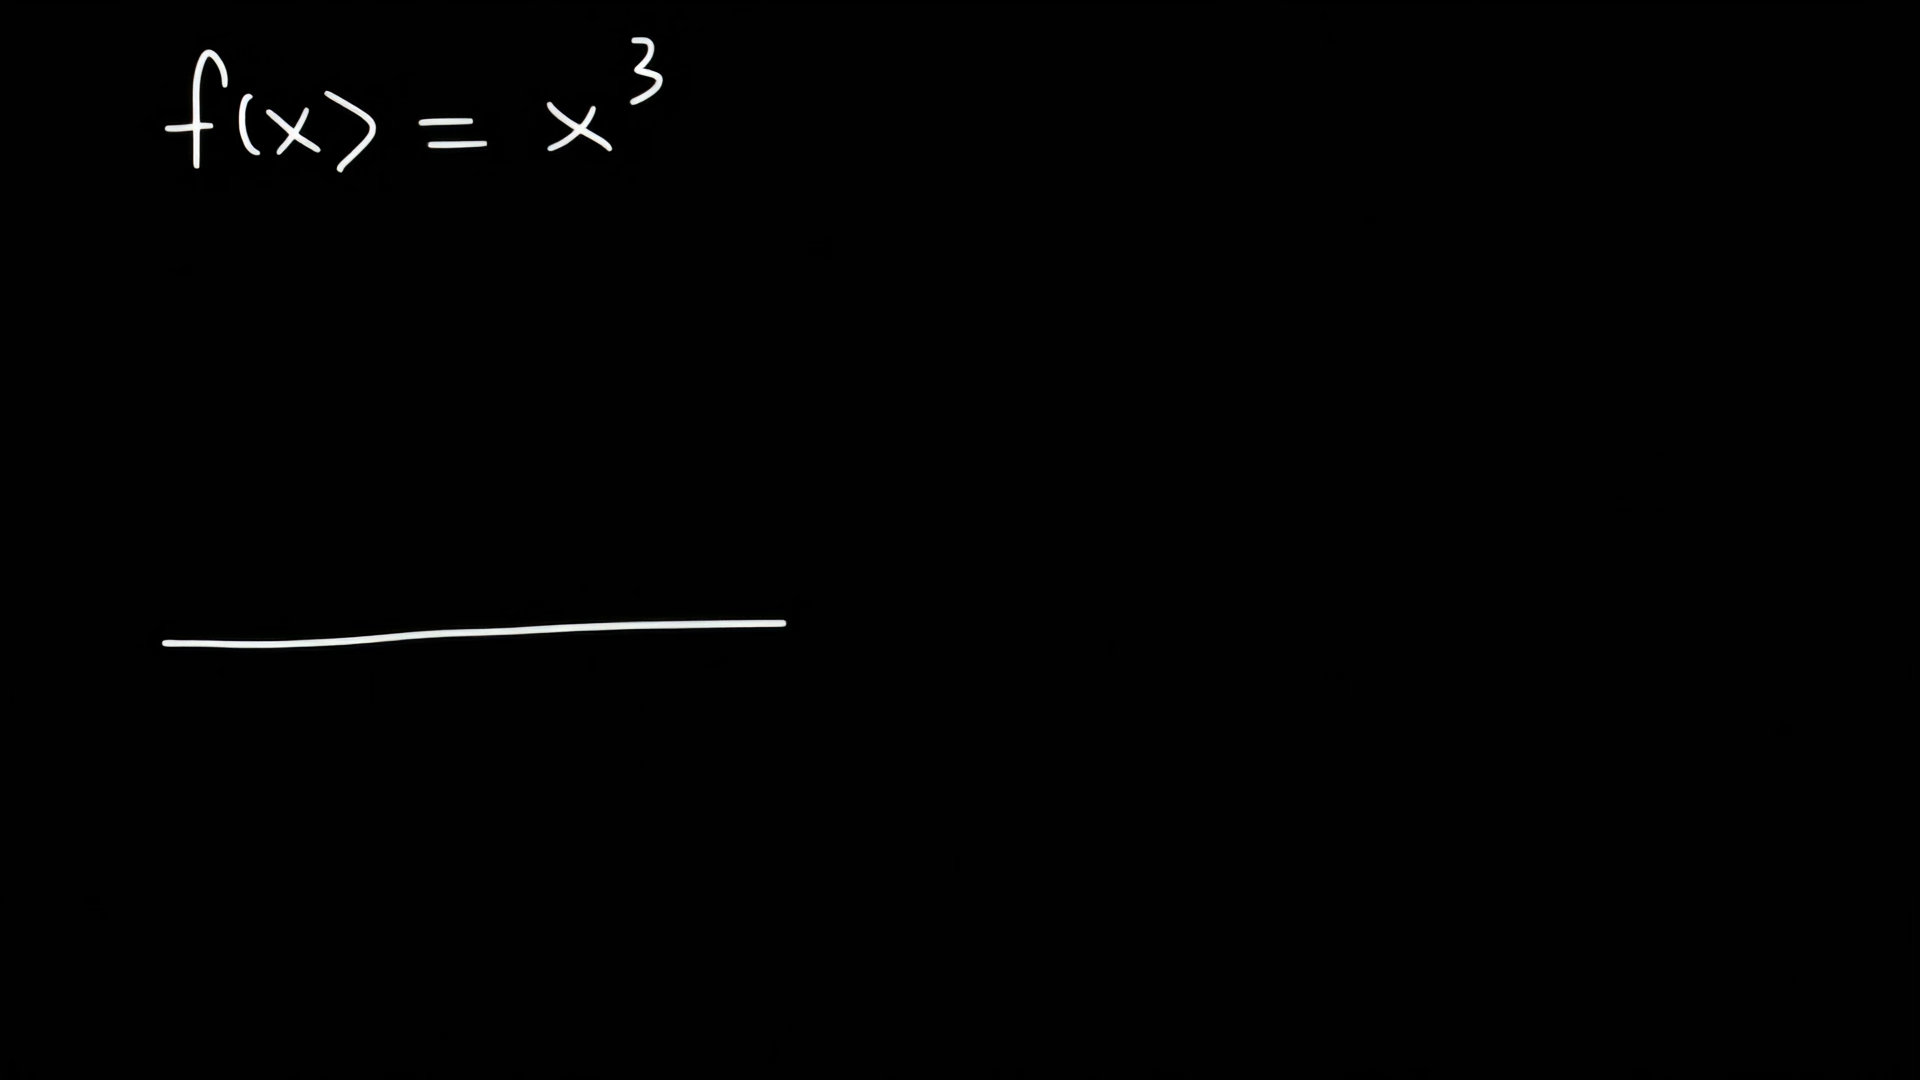 f(x) = x³